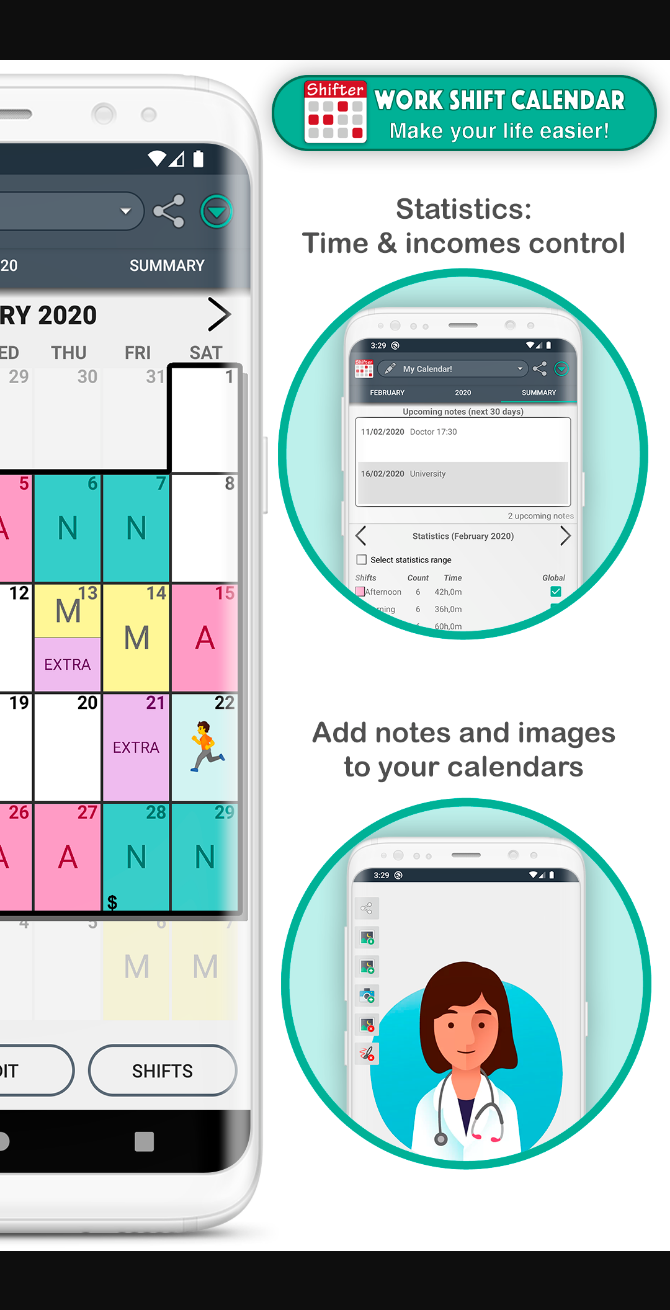 Shifter
WORK SHIFT CALENDAR
Make your life easier!
20 SUMMARY
RY 2020
ED THU FRI SAT
29 30 31 1
5 6 7 8
A N N
12 13 14 15
M M A
EXTRA
19 20 21 22
EXTRA
26 27 28 29
A A N N
$
4 5 6 7
M M
DIT SHIFTS
Statistics:
Time & incomes control
3:29
My Calendar!
FEBRUARY 2020 SUMMARY
Upcoming notes (next 30 days)
11/02/2020 Doctor 17:30
16/02/2020 University
2 upcoming notes
Statistics (February 2020)
Select statistics range
Shifts Count Time Global
Afternoon 6 42h,0m
rning 6 36h,0m
6 60h,0m
Add notes and images
to your calendars
3:29